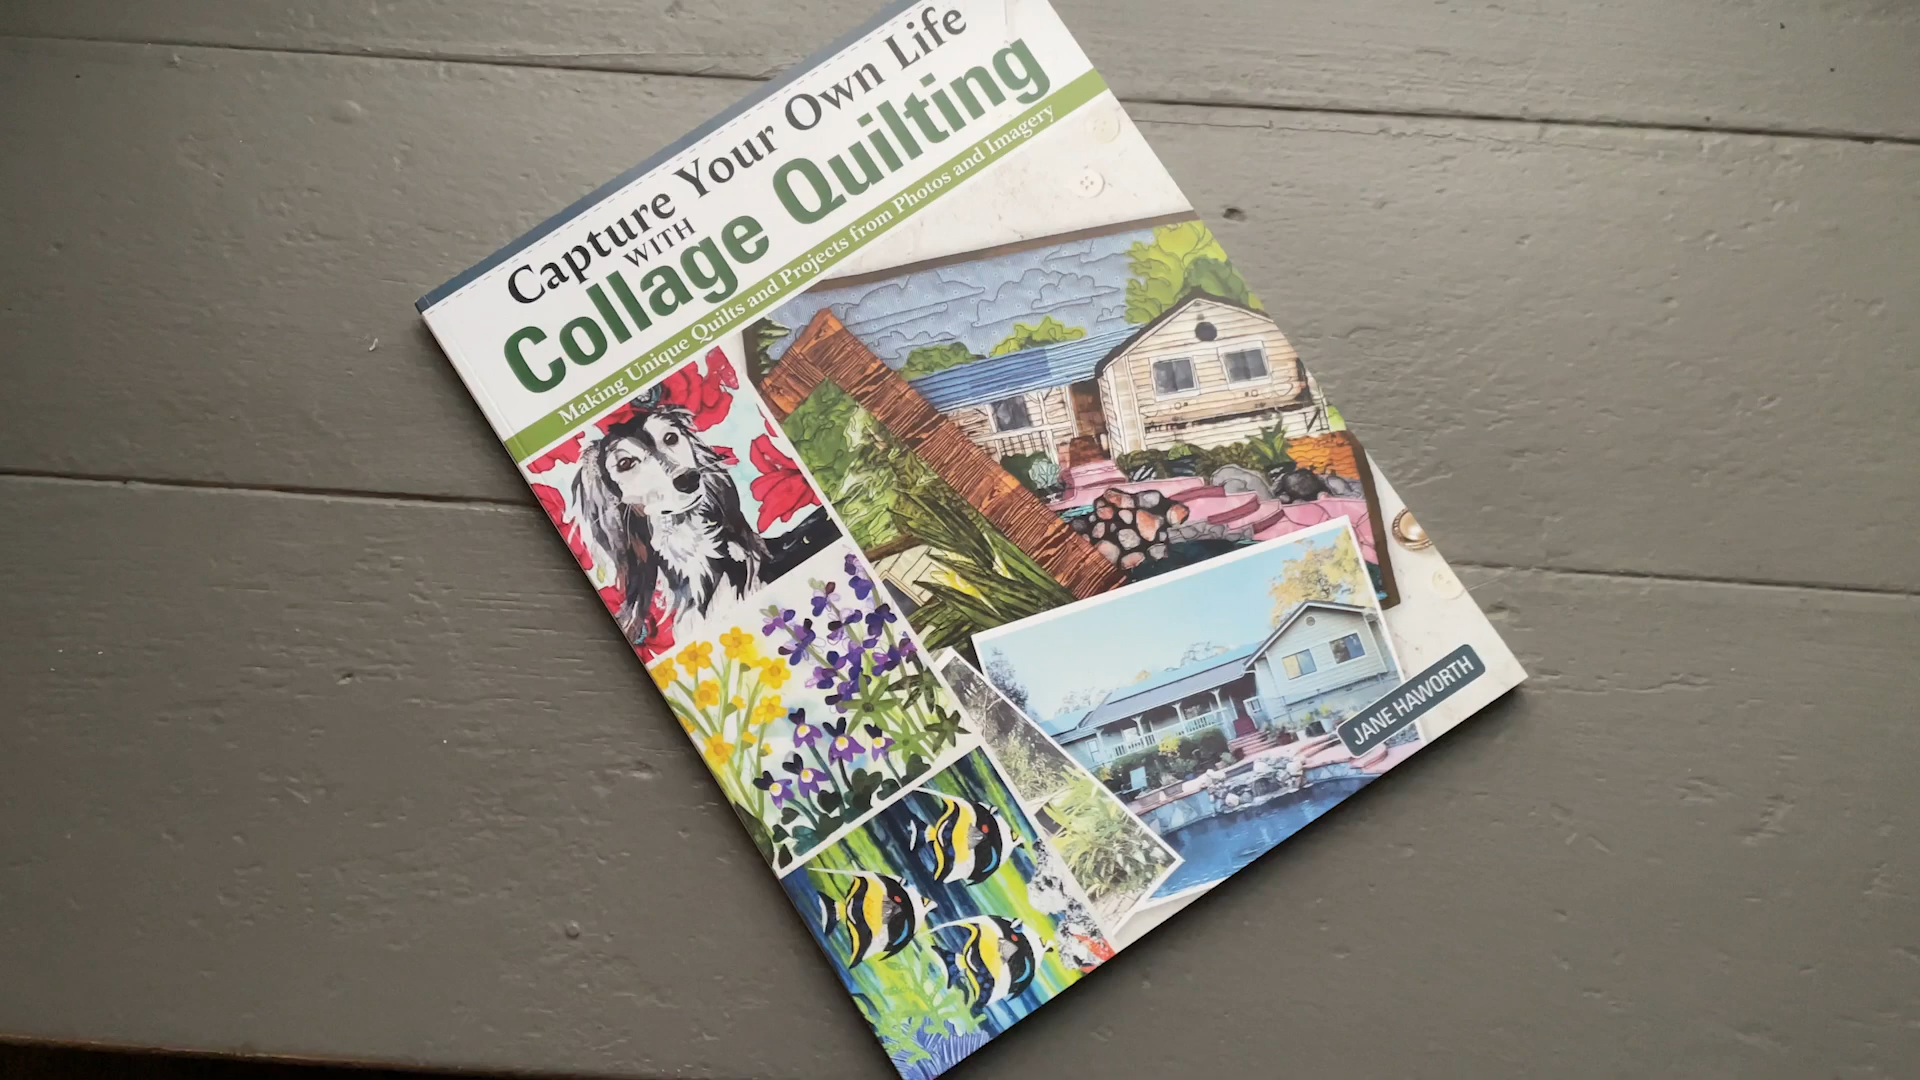 Capture Your Own Life
WITH
Collage Quilting
Making Unique Quilts and Projects from Photos and Imagery
JANE HAWORTH